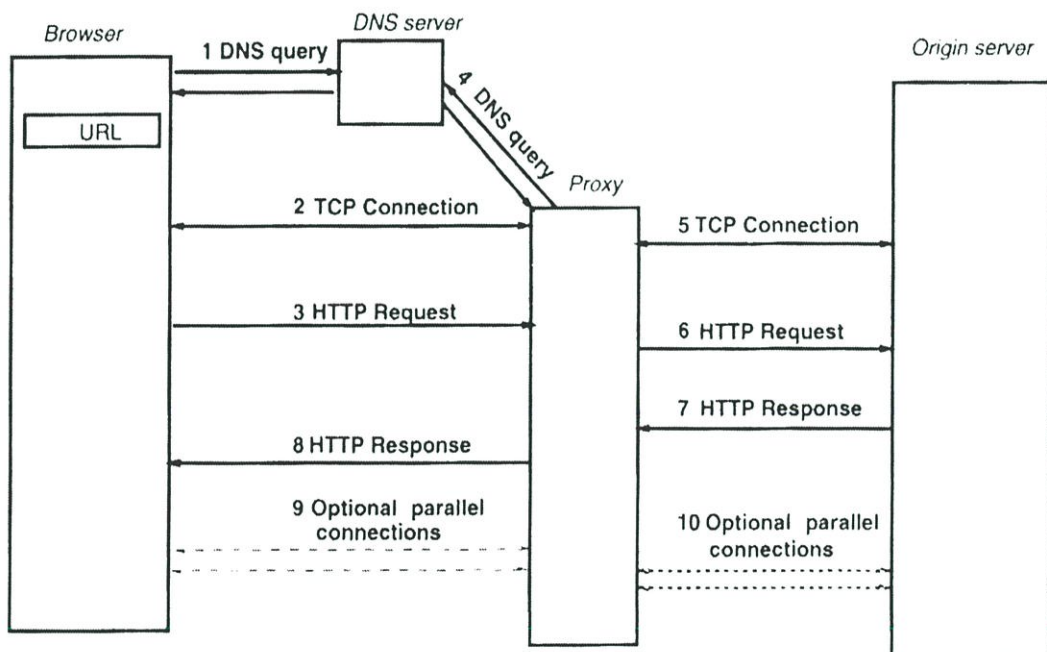 DNS server
Browser
Origin server
1 DNS query
4 DNS query
URL
Proxy
2 TCP Connection
5 TCP Connection
3 HTTP Request
6 HTTP Request
7 HTTP Response
8 HTTP Response
9 Optional parallel
connections
10 Optional parallel
connections